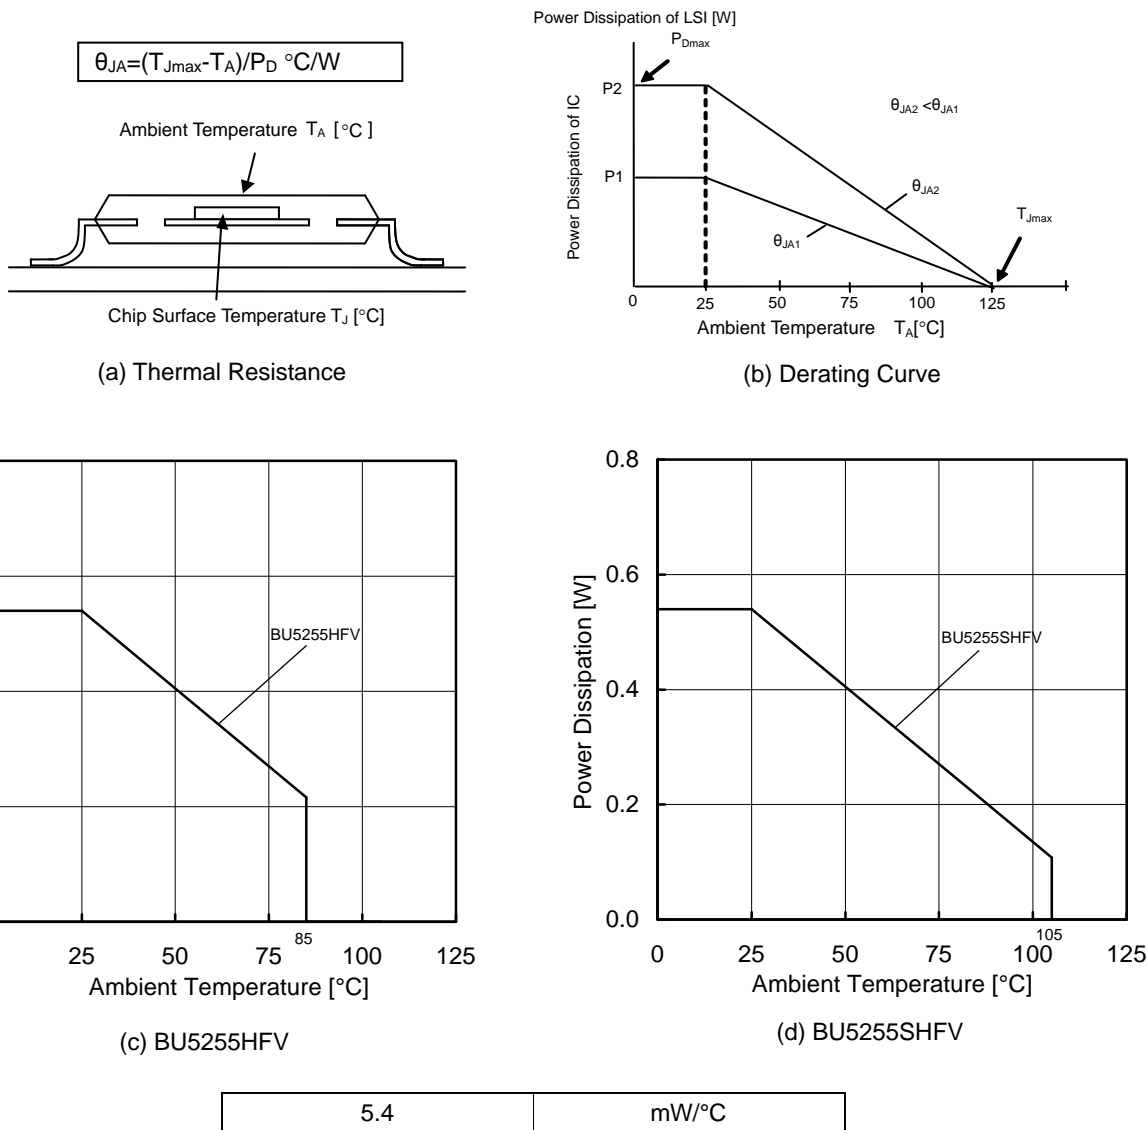 θJA=(TJmax-TA)/PD °C/W
Ambient Temperature TA [ °C ]
Chip Surface Temperature TJ [°C]
(a) Thermal Resistance
Power Dissipation of LSI [W]
PDmax
P2
P1
Power Dissipation of IC
θJA2 <θJA1
θJA2
θJA1
TJmax
0 25 50 75 100 125
Ambient Temperature TA[°C]
(b) Derating Curve
BU5255HFV
85
25 50 75 100 125
Ambient Temperature [°C]
(c) BU5255HFV
0.8
0.6
0.4
0.2
0.0
Power Dissipation [W]
BU5255SHFV
105
0 25 50 75 100 125
Ambient Temperature [°C]
(d) BU5255SHFV
5.4 mW/°C